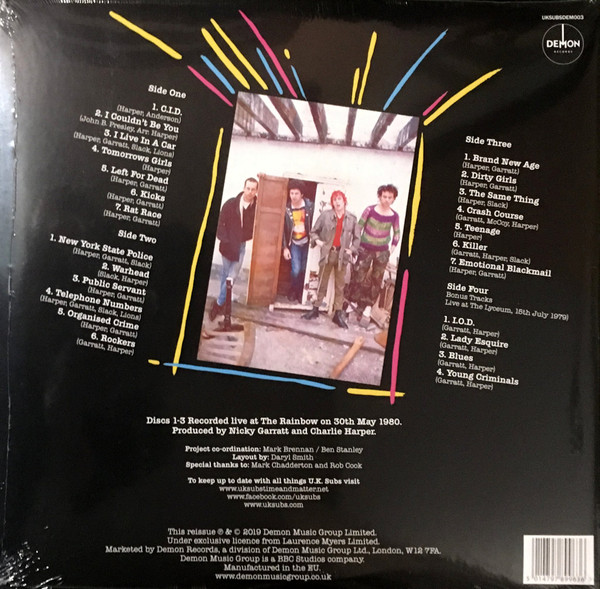 UKSUBSDEM003
DEMON
RECORDS
Side One
1. C.I.D.
(Harper, Anderson)
2. I Couldn't Be You
(John B. Presley, Arr. Harper)
3. I Live In A Car
(Harper, Garratt, Slack, Lions)
4. Tomorrows Girls
(Harper)
5. Left For Dead
(Harper, Garratt)
6. Kicks
(Harper, Garratt)
7. Rat Race
(Harper, Garratt)
Side Two
1. New York State Police
(Harper, Garratt, Slack)
2. Warhead
(Slack, Harper)
3. Public Servant
(Harper, Garratt)
4. Telephone Numbers
(Harper, Garratt, Slack, Lions)
5. Organised Crime
(Harper, Garratt)
6. Rockers
(Garratt, Harper)
Side Three
1. Brand New Age
(Harper, Garratt)
2. Dirty Girls
(Harper, Garratt)
3. The Same Thing
(Harper, Slack)
4. Crash Course
(Garratt, McCoy, Harper)
5. Teenage
(Harper)
6. Killer
(Garratt, Harper, Slack)
7. Emotional Blackmail
(Harper, Garratt)
Side Four
Bonus Tracks
Live at The Lyceum, 15th July 1979)
1. I.O.D.
(Garratt, Harper)
2. Lady Esquire
(Garratt, Harper)
3. Blues
(Garratt, Harper)
4. Young Criminals
(Garratt, Harper)
Discs 1-3 Recorded live at The Rainbow on 30th May 1980.
Produced by Nicky Garratt and Charlie Harper.
Project co-ordination: Mark Brennan / Ben Stanley
Layout by: Daryl Smith
Special thanks to: Mark Chadderton and Rob Cook
To keep up to date with all things U.K. Subs visit
www.uksubstimeandmatter.net
www.facebook.com/uksubs
www.uksubs.com
This reissue ℗ & © 2019 Demon Music Group Limited.
Under exclusive licence from Laurence Myers Limited.
Marketed by Demon Records, a division of Demon Music Group Ltd., London, W12 7FA.
Demon Music Group is a BBC Studios company.
Manufactured in the EU.
www.demonmusicgroup.co.uk